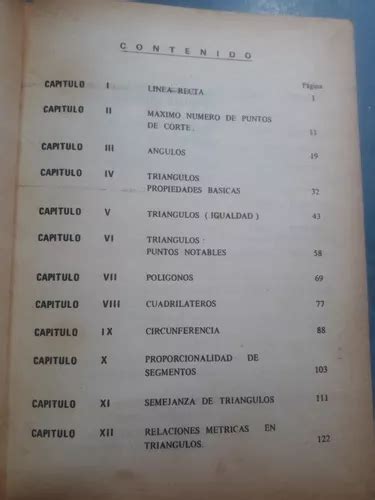 CONTENIDO
Página
CAPITULO I LINEA RECTA 1
CAPITULO II MAXIMO NUMERO DE PUNTOS
DE CORTE. 13
CAPITULO III ANGULOS 19
CAPITULO IV TRIANGULOS
PROPIEDADES BASICAS 32
CAPITULO V TRIANGULOS ( IGUALDAD ) 43
CAPITULO VI TRIANGULOS :
PUNTOS NOTABLES 58
CAPITULO VII POLIGONOS 69
CAPITULO VIII CUADRILATEROS 77
CAPITULO IX CIRCUNFERENCIA 88
CAPITULO X PROPORCIONALIDAD DE
SEGMENTOS 103
CAPITULO XI SEMEJANZA DE TRIANGULOS 111
CAPITULO XII RELACIONES METRICAS EN
TRIANGULOS. 122